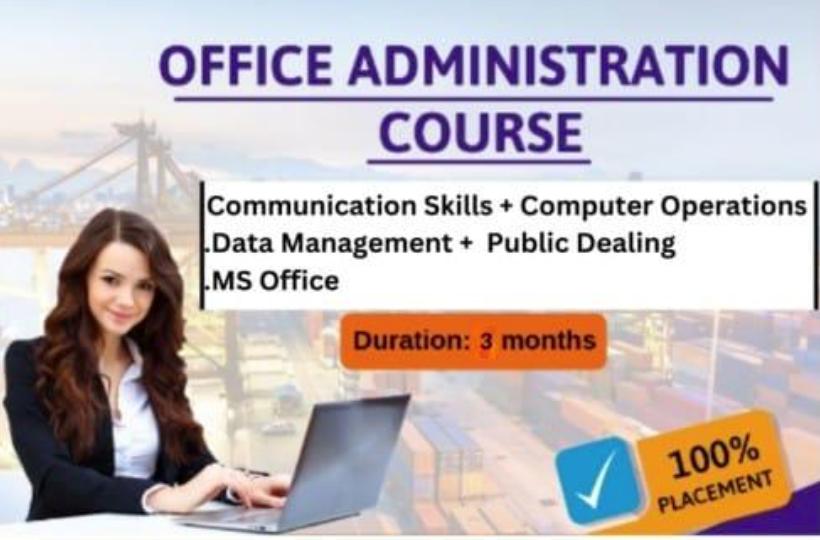 OFFICE ADMINISTRATION
COURSE
Communication Skills + Computer Operations
.Data Management + Public Dealing
.MS Office
Duration: 3 months
100%
PLACEMENT